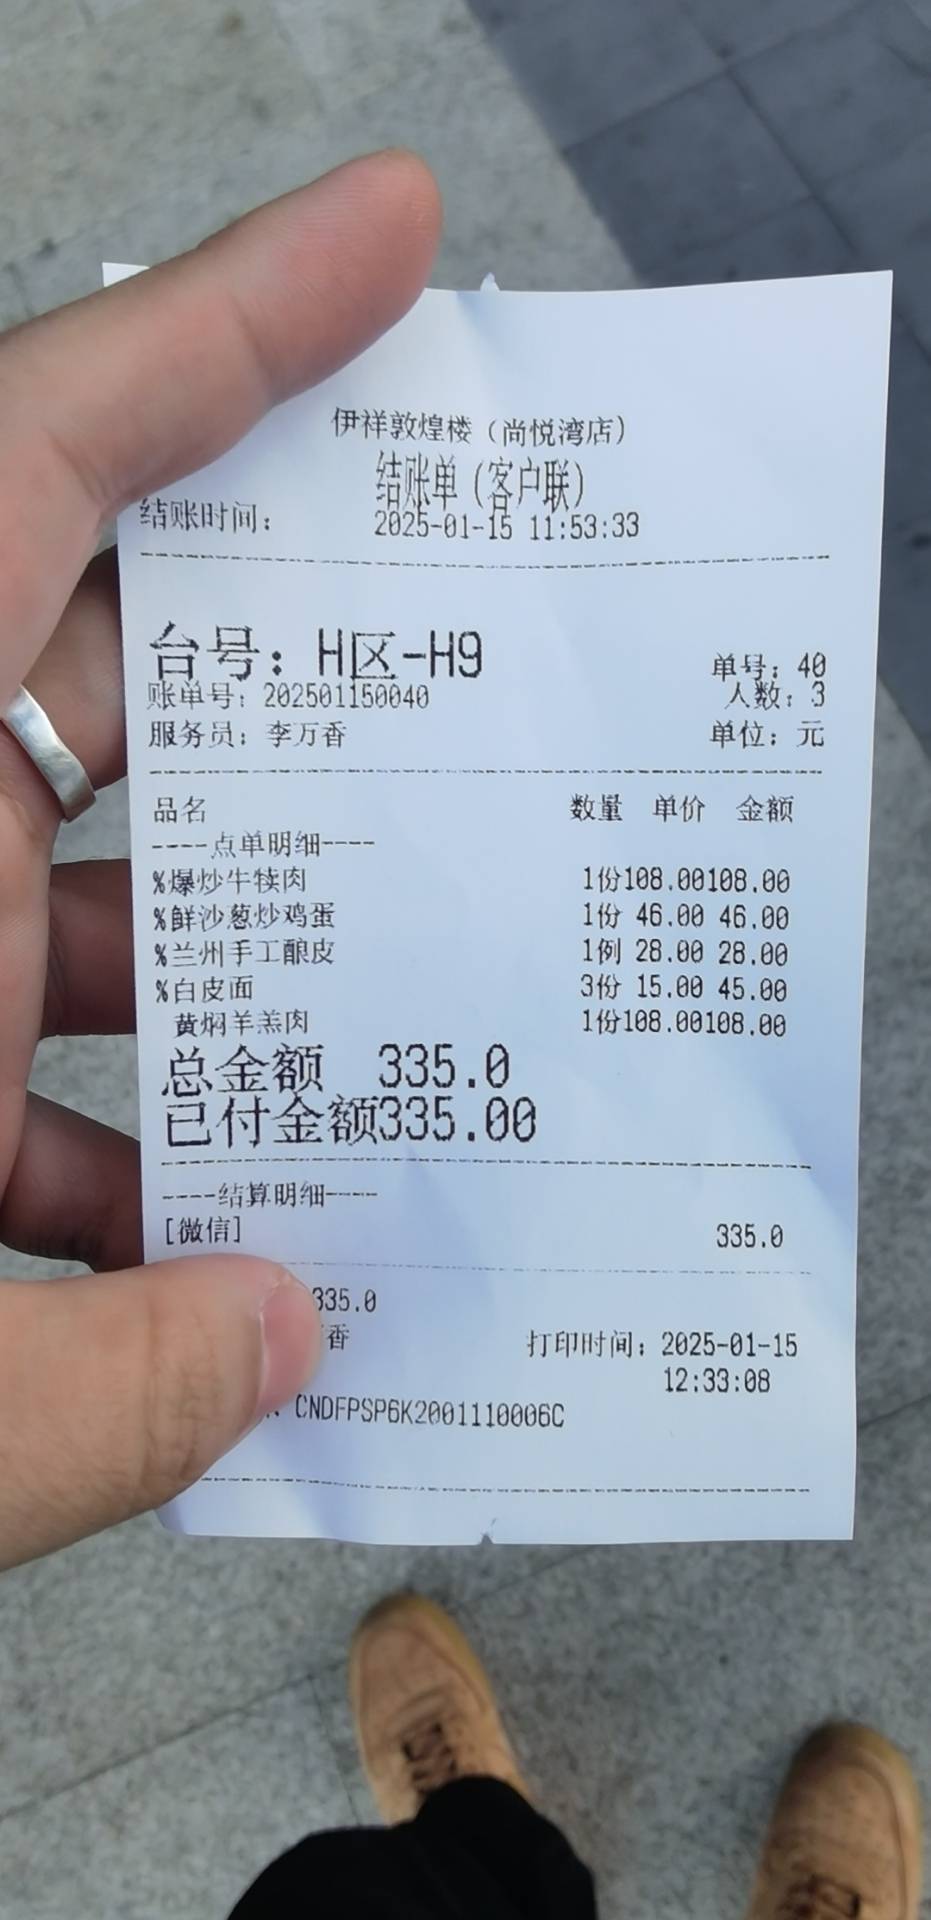 伊祥敦煌楼（尚悦湾店）
结账单（客户联）
结账时间： 2025-01-15 11:53:33
台号：H区-H9 单号：40
账单号：202501150040 人数：3
服务员：李万香 单位：元
品名 数量 单价 金额
----点单明细----
%爆炒牛犊肉 1份108.00108.00
%鲜沙葱炒鸡蛋 1份 46.00 46.00
%兰州手工酿皮 1例 28.00 28.00
%白皮面 3份 15.00 45.00
黄焖羊羔肉 1份108.00108.00
总金额 335.0
已付金额335.00
----结算明细----
[微信] 335.0
335.0
香 打印时间：2025-01-15
12:33:08
CNDFPSP6K2001110006C